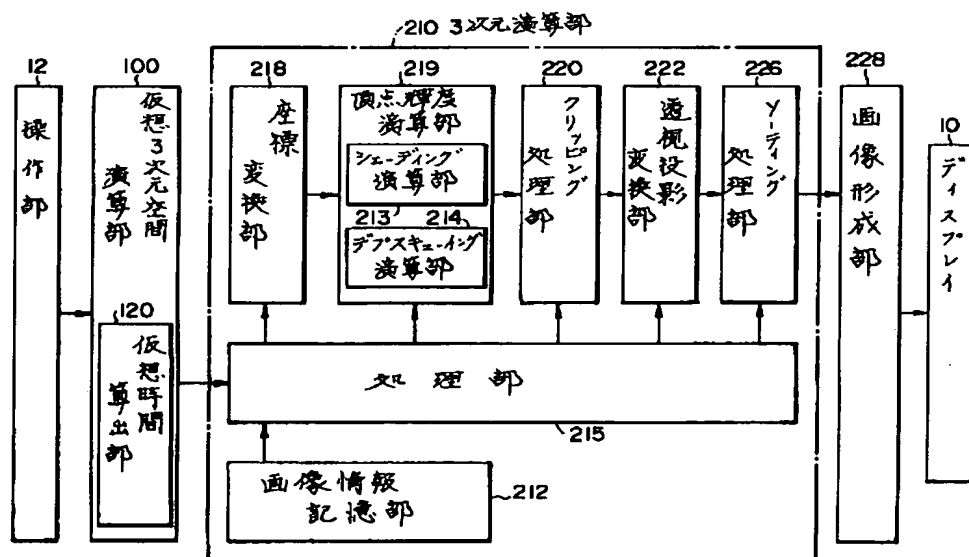 210 3次元演算部
12
操作部
100
仮想3次元空間
演算部
120
仮想時間
算出部
218
座標
変換部
219
頂点輝度
演算部
シェーディング
演算部
213
214
デプスキューイング
演算部
220
クリッピング
処理部
222
透視投影
変換部
226
ソーティング
処理部
228
画像形成部
10
ディスプレイ
処理部
215
画像情報
記憶部
212